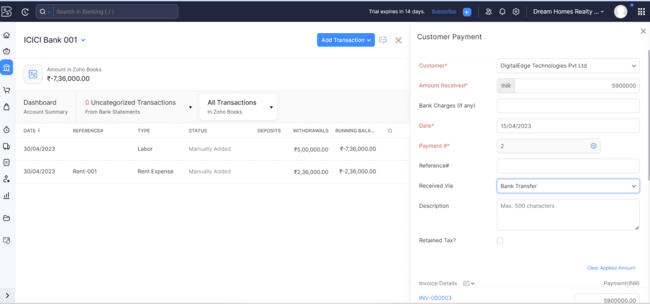 Search in Banking ( / )
Trial expires in 14 days. Subscribe
Dream Homes Realty ...
ICICI Bank 001
Add Transaction
Amount in Zoho Books
₹-7,36,000.00
Dashboard
Account Summary
0 Uncategorized Transactions
From Bank Statements
All Transactions
In Zoho Books
DATE REFERENCE# TYPE STATUS DEPOSITS WITHDRAWALS RUNNING BALA...
30/04/2023 Labor Manually Added ₹5,00,000.00 ₹-7,36,000.00
30/04/2023 Rent-001 Rent Expense Manually Added ₹2,36,000.00 ₹-2,36,000.00
Customer Payment
Customer* DigitalEdge Technologies Pvt Ltd
Amount Received* INR 5900000
Bank Charges (if any)
Date* 15/04/2023
Payment #* 2
Reference#
Received Via Bank Transfer
Description Max. 500 characters
Retained Tax?
Clear Applied Amount
Invoice Details Payment(INR)
INV-000003 5900000.00